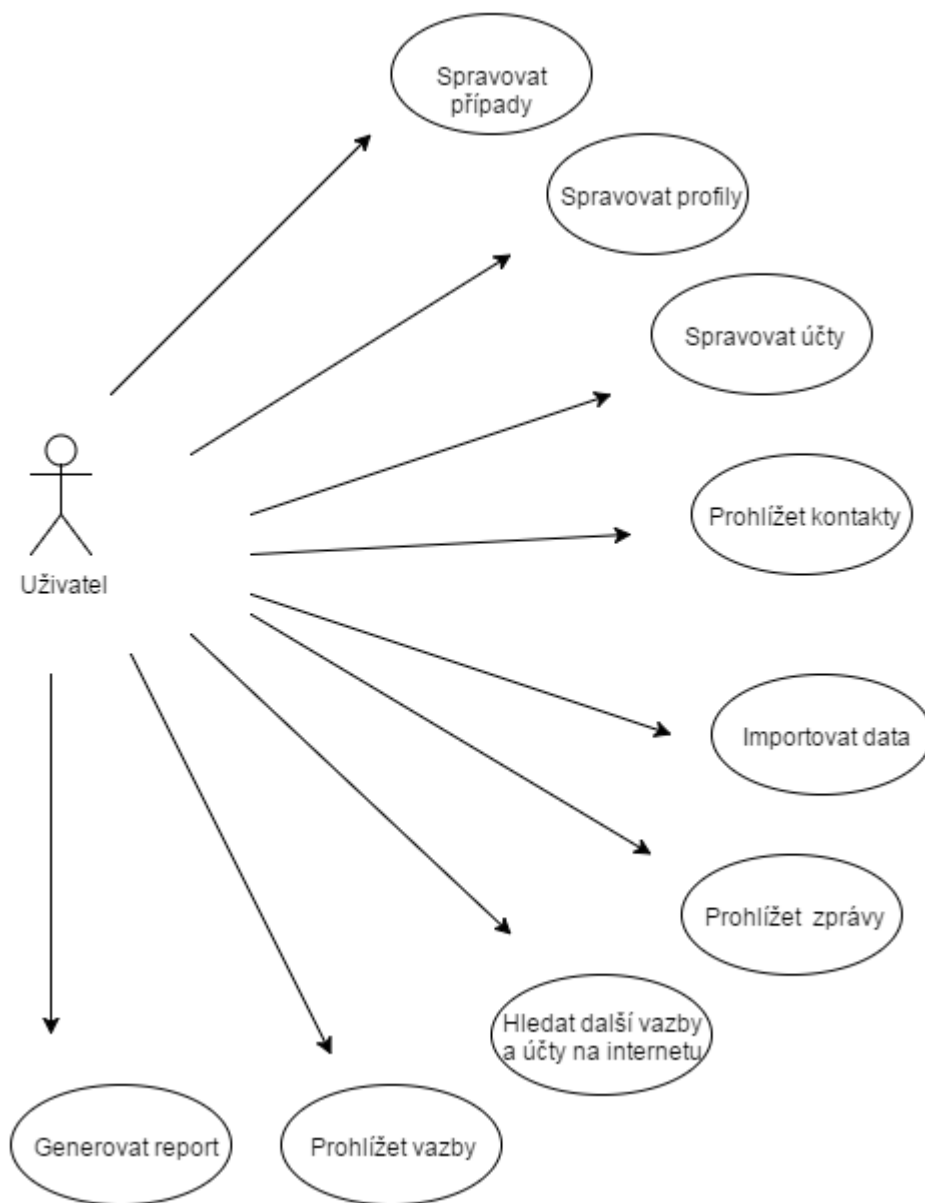 Spravovat
případy
Spravovat profily
Spravovat účty
Prohlížet kontakty
Uživatel
Importovat data
Prohlížet zprávy
Hledat další vazby
a účty na internetu
Generovat report
Prohlížet vazby